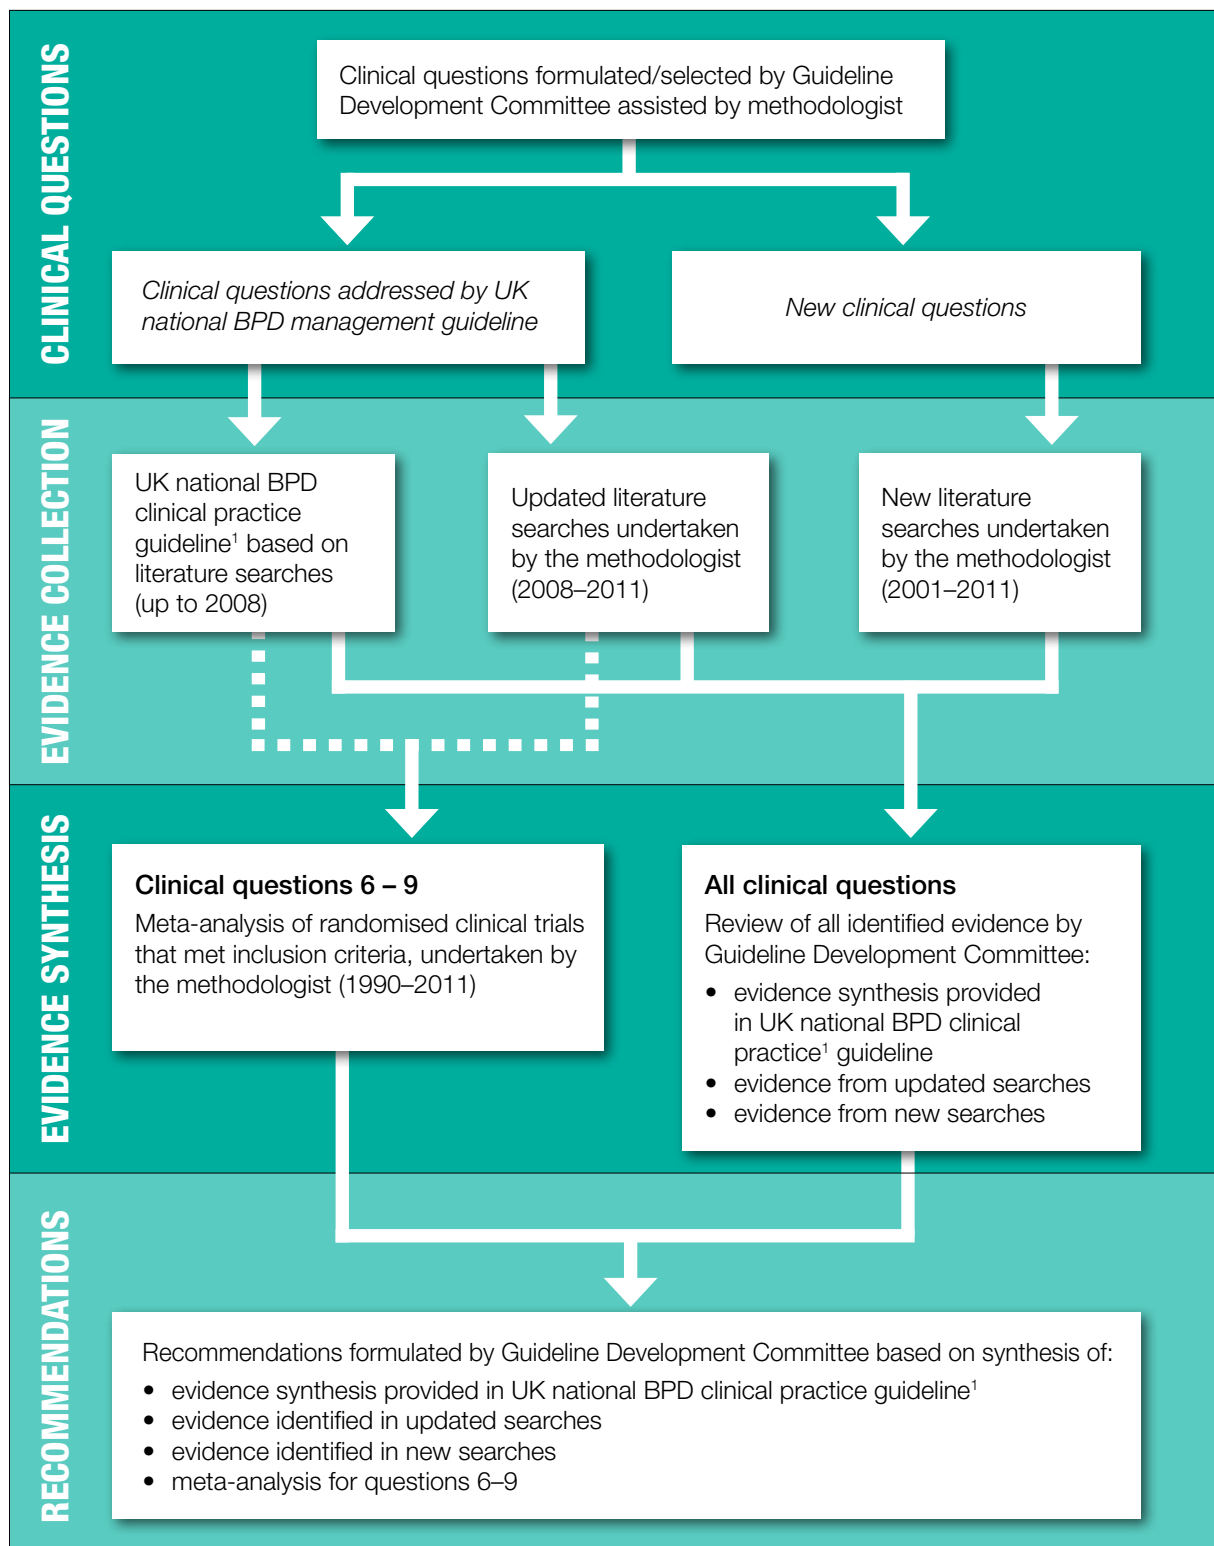 CLINICAL QUESTIONS
Clinical questions formulated/selected by Guideline
Development Committee assisted by methodologist
Clinical questions addressed by UK
national BPD management guideline
New clinical questions
EVIDENCE COLLECTION
UK national BPD
clinical practice
guideline¹ based on
literature searches
(up to 2008)
Updated literature
searches undertaken
by the methodologist
(2008–2011)
New literature
searches undertaken
by the methodologist
(2001–2011)
EVIDENCE SYNTHESIS
Clinical questions 6 – 9
Meta-analysis of randomised clinical trials
that met inclusion criteria, undertaken by
the methodologist (1990–2011)
All clinical questions
Review of all identified evidence by
Guideline Development Committee:
• evidence synthesis provided
in UK national BPD clinical
practice¹ guideline
• evidence from updated searches
• evidence from new searches
RECOMMENDATIONS
Recommendations formulated by Guideline Development Committee based on synthesis of:
• evidence synthesis provided in UK national BPD clinical practice guideline¹
• evidence identified in updated searches
• evidence identified in new searches
• meta-analysis for questions 6–9